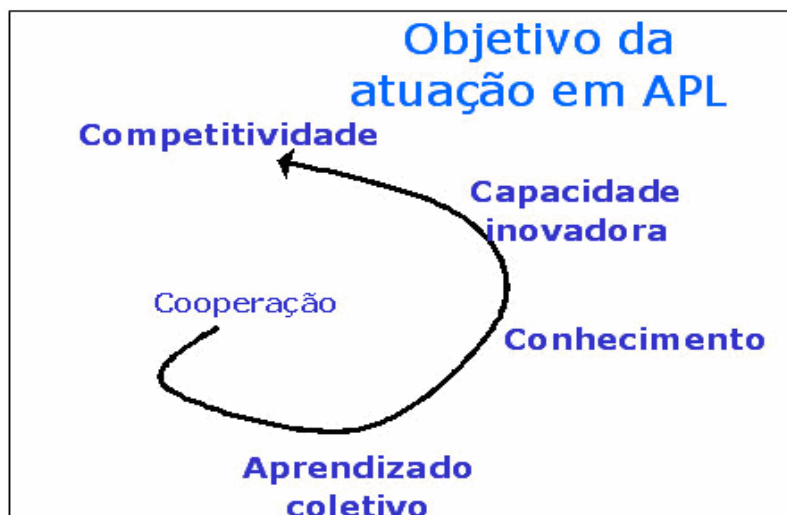 Objetivo da
atuação em APL
Competitividade
Capacidade
inovadora
Cooperação
Conhecimento
Aprendizado
coletivo